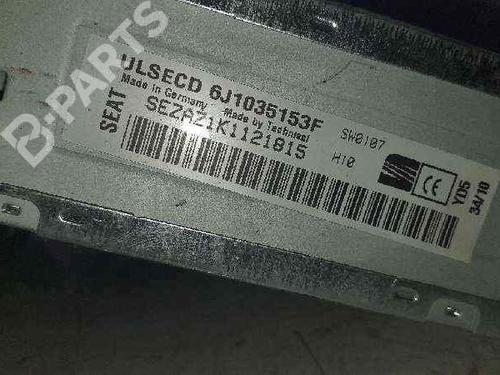 B-PARTS
ULSECD 6J1035153F
Made in Germany Made by Technisat
SEAT
SEZAZ1K1121815
SW0107
H10
CE
YD5
34/10